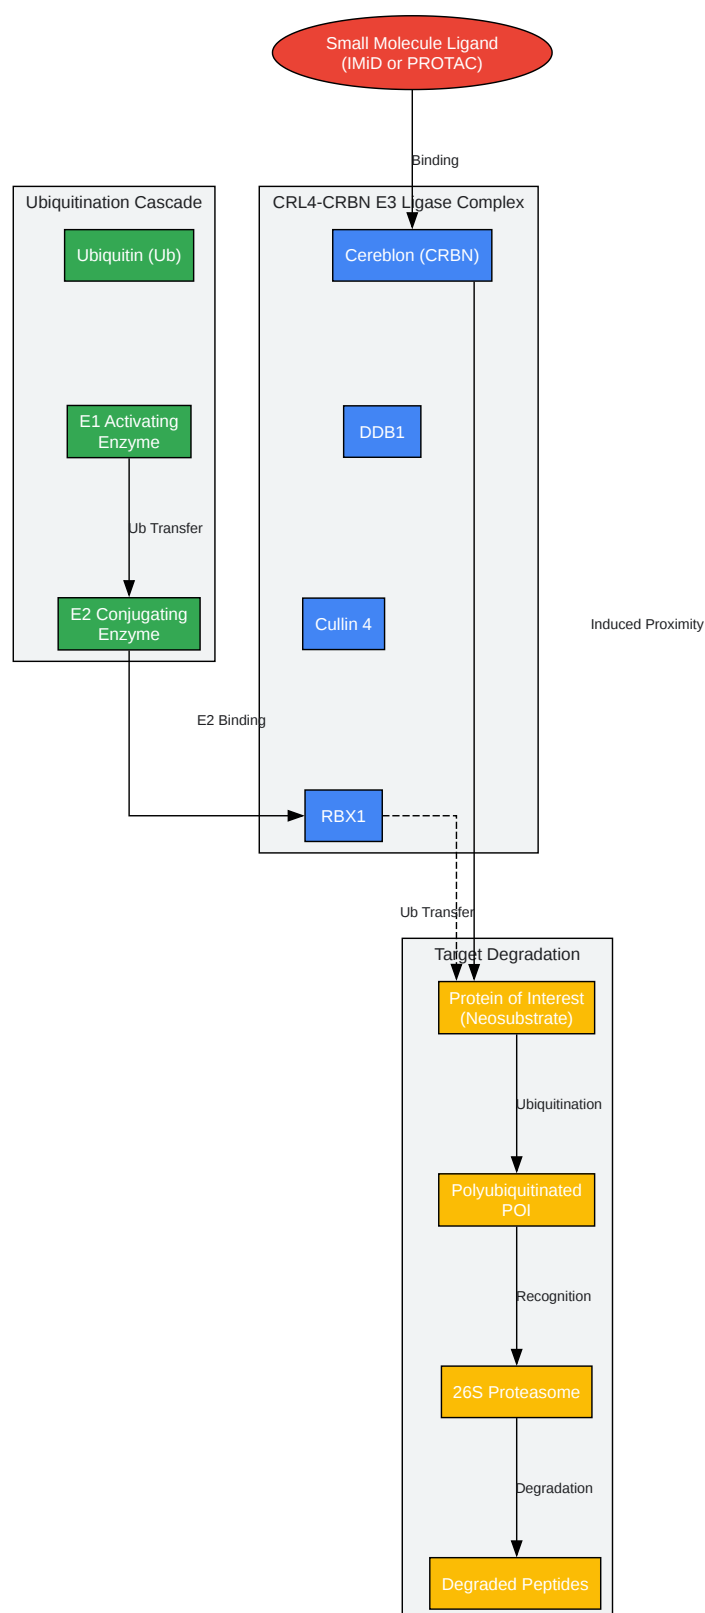 Small Molecule Ligand
(IMiD or PROTAC)
Binding
Ubiquitination Cascade
CRL4-CRBN E3 Ligase Complex
Ubiquitin (Ub)
Cereblon (CRBN)
E1 Activating
Enzyme
DDB1
Ub Transfer
E2 Conjugating
Enzyme
Cullin 4
Induced Proximity
E2 Binding
RBX1
Ub Transfer
Target Degradation
Protein of Interest
(Neosubstrate)
Ubiquitination
Polyubiquitinated
POI
Recognition
26S Proteasome
Degradation
Degraded Peptides